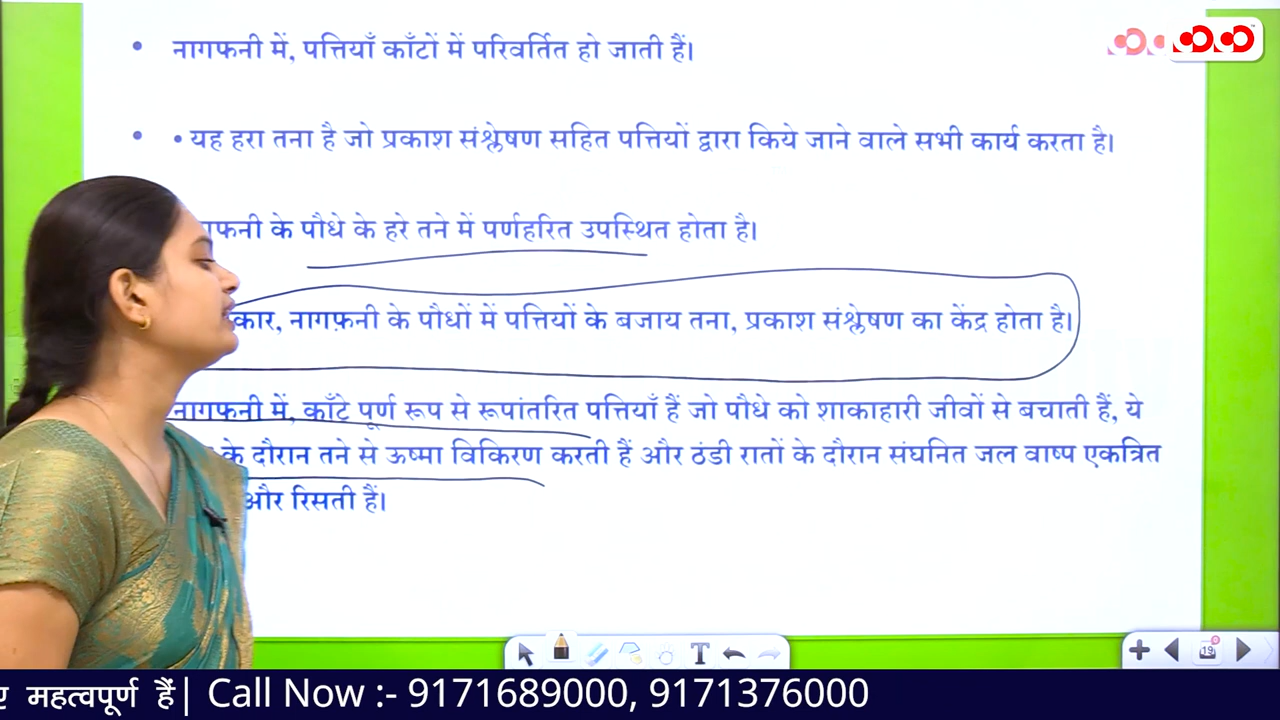 नागफनी में, पत्तियाँ काँटों में परिवर्तित हो जाती हैं।
• यह हरा तना है जो प्रकाश संश्लेषण सहित पत्तियों द्वारा किये जाने वाले सभी कार्य करता है।
के पौधे के हरे तने में पर्णहरित उपस्थित होता है।
नागफ़नी के पौधों में पत्तियों के बजाय तना, प्रकाश संश्लेषण का केंद्र होता है।
नागफनी में, काँटे पूर्ण रूप से रूपांतरित पत्तियाँ हैं जो पौधे को शाकाहारी जीवों से बचाती हैं, ये
के दौरान तने से ऊष्मा विकिरण करती हैं और ठंडी रातों के दौरान संघनित जल वाष्प एकत्रित
और रिसती हैं।
19
महत्वपूर्ण हैं| Call Now :- 9171689000, 9171376000